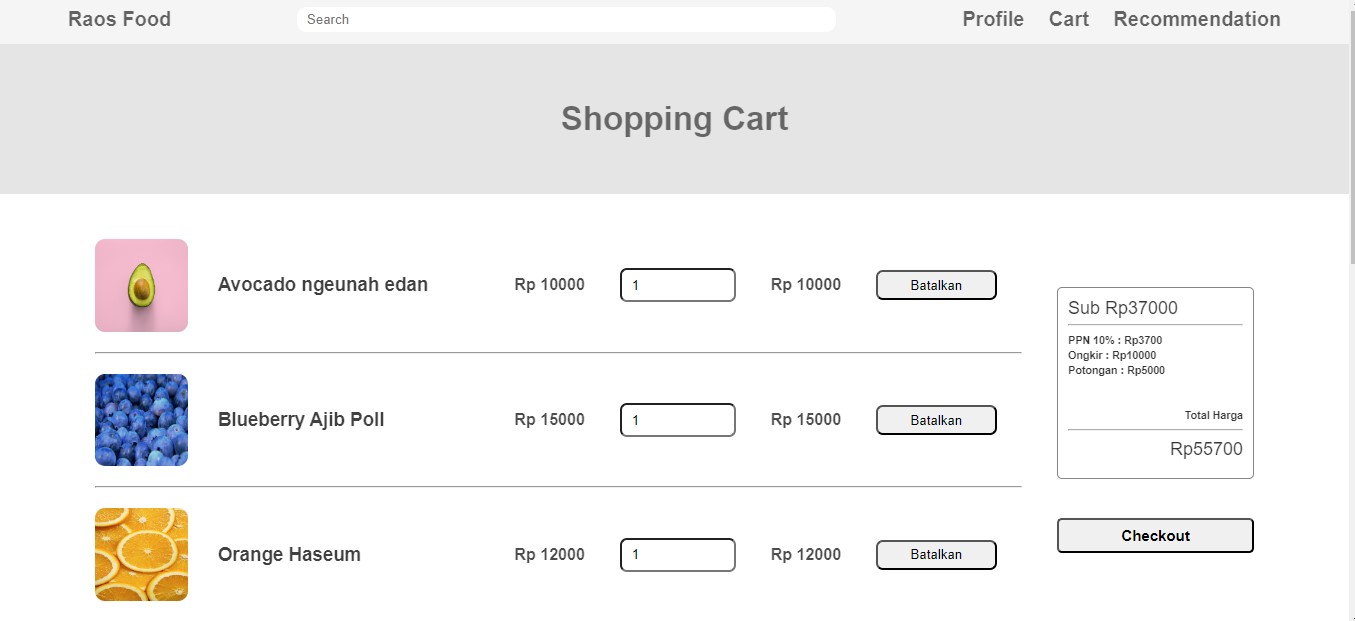 Raos Food
Search
Profile
Cart
Recommendation
Shopping Cart
Avocado ngeunah edan
Rp 10000
1
Rp 10000
Batalkan
Blueberry Ajib Poll
Rp 15000
1
Rp 15000
Batalkan
Orange Haseum
Rp 12000
1
Rp 12000
Batalkan
Sub Rp37000
PPN 10% : Rp3700
Ongkir : Rp10000
Potongan : Rp5000
Total Harga
Rp55700
Checkout